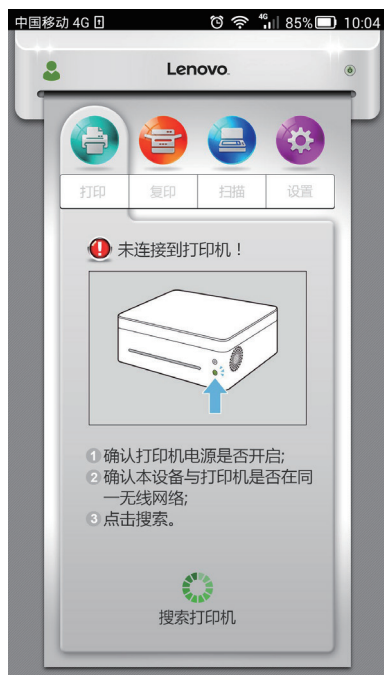 中国移动 4G 85% 10:04
4G
Lenovo.
打印 复印 扫描 设置
未连接到打印机！
1 确认打印机电源是否开启;
2 确认本设备与打印机是否在同
一无线网络;
3 点击搜索。
搜索打印机